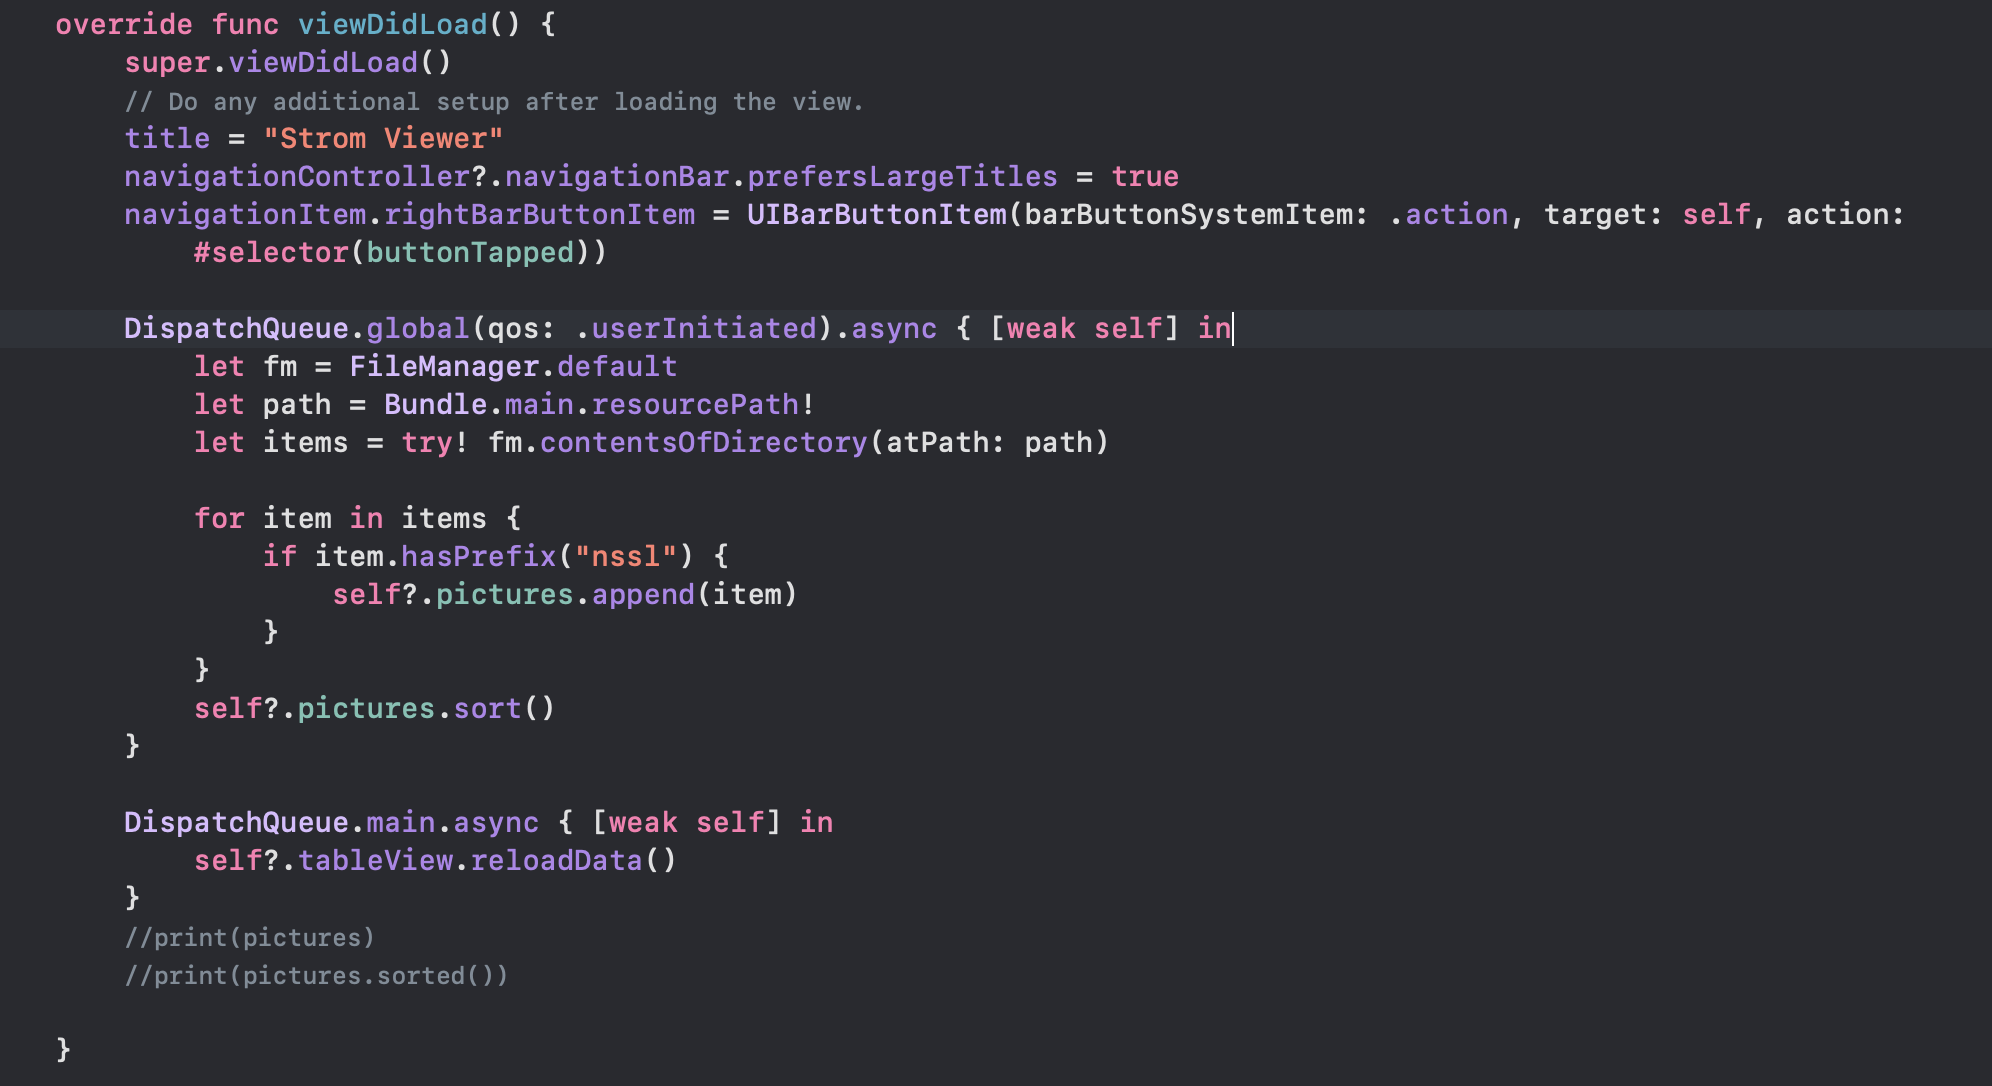 override func viewDidLoad() {
    super.viewDidLoad()
    // Do any additional setup after loading the view.
    title = "Strom Viewer"
    navigationController?.navigationBar.prefersLargeTitles = true
    navigationItem.rightBarButtonItem = UIBarButtonItem(barButtonSystemItem: .action, target: self, action:
        #selector(buttonTapped))

    DispatchQueue.global(qos: .userInitiated).async { [weak self] in
        let fm = FileManager.default
        let path = Bundle.main.resourcePath!
        let items = try! fm.contentsOfDirectory(atPath: path)

        for item in items {
            if item.hasPrefix("nssl") {
                self?.pictures.append(item)
            }
        }
        self?.pictures.sort()
    }

    DispatchQueue.main.async { [weak self] in
        self?.tableView.reloadData()
    }
    //print(pictures)
    //print(pictures.sorted())

}